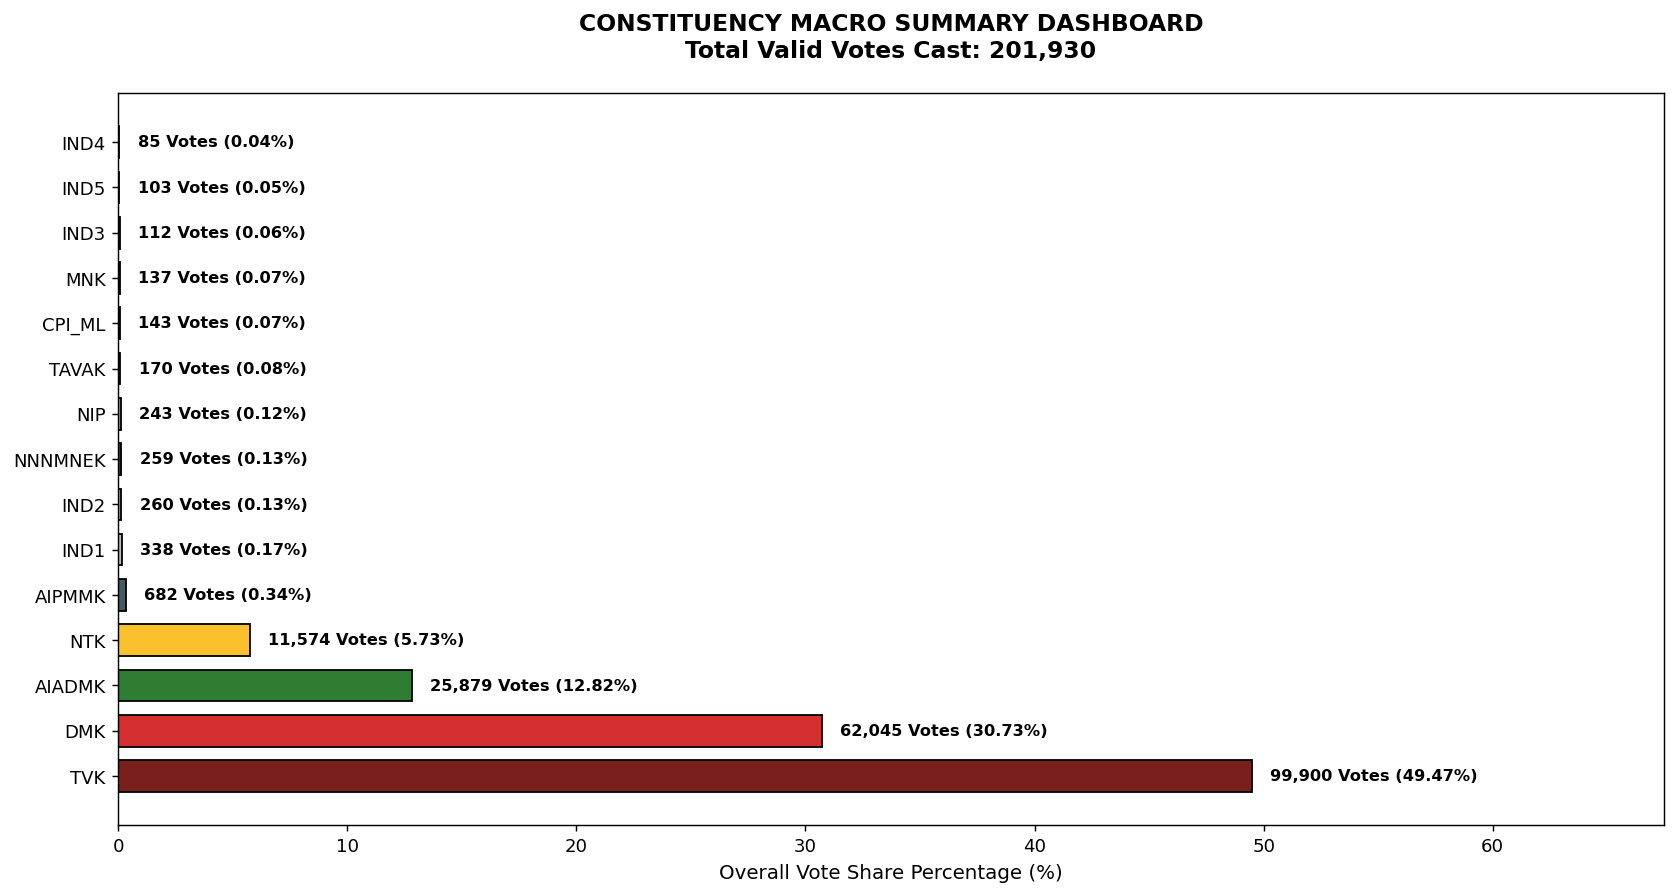 CONSTITUENCY MACRO SUMMARY DASHBOARD
Total Valid Votes Cast: 201,930
IND4 85 Votes (0.04%)
IND5 103 Votes (0.05%)
IND3 112 Votes (0.06%)
MNK 137 Votes (0.07%)
CPI_ML 143 Votes (0.07%)
TAVAK 170 Votes (0.08%)
NIP 243 Votes (0.12%)
NNNMNEK 259 Votes (0.13%)
IND2 260 Votes (0.13%)
IND1 338 Votes (0.17%)
AIPMMK 682 Votes (0.34%)
NTK 11,574 Votes (5.73%)
AIADMK 25,879 Votes (12.82%)
DMK 62,045 Votes (30.73%)
TVK 99,900 Votes (49.47%)
0 10 20 30 40 50 60
Overall Vote Share Percentage (%)